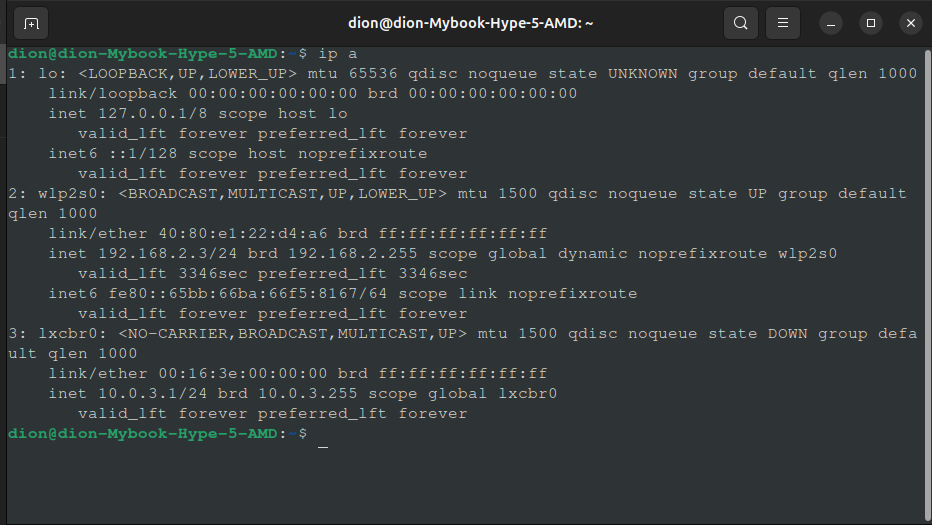 dion@dion-Mybook-Hype-5-AMD: ~
dion@dion-Mybook-Hype-5-AMD:~$ ip a
1: lo: <LOOPBACK,UP,LOWER_UP> mtu 65536 qdisc noqueue state UNKNOWN group default qlen 1000
    link/loopback 00:00:00:00:00:00 brd 00:00:00:00:00:00
    inet 127.0.0.1/8 scope host lo
       valid_lft forever preferred_lft forever
    inet6 ::1/128 scope host noprefixroute
       valid_lft forever preferred_lft forever
2: wlp2s0: <BROADCAST,MULTICAST,UP,LOWER_UP> mtu 1500 qdisc noqueue state UP group default
qlen 1000
    link/ether 40:80:e1:22:d4:a6 brd ff:ff:ff:ff:ff:ff
    inet 192.168.2.3/24 brd 192.168.2.255 scope global dynamic noprefixroute wlp2s0
       valid_lft 3346sec preferred_lft 3346sec
    inet6 fe80::65bb:66ba:66f5:8167/64 scope link noprefixroute
       valid_lft forever preferred_lft forever
3: lxcbr0: <NO-CARRIER,BROADCAST,MULTICAST,UP> mtu 1500 qdisc noqueue state DOWN group defa
ult qlen 1000
    link/ether 00:16:3e:00:00:00 brd ff:ff:ff:ff:ff:ff
    inet 10.0.3.1/24 brd 10.0.3.255 scope global lxcbr0
       valid_lft forever preferred_lft forever
dion@dion-Mybook-Hype-5-AMD:~$ _